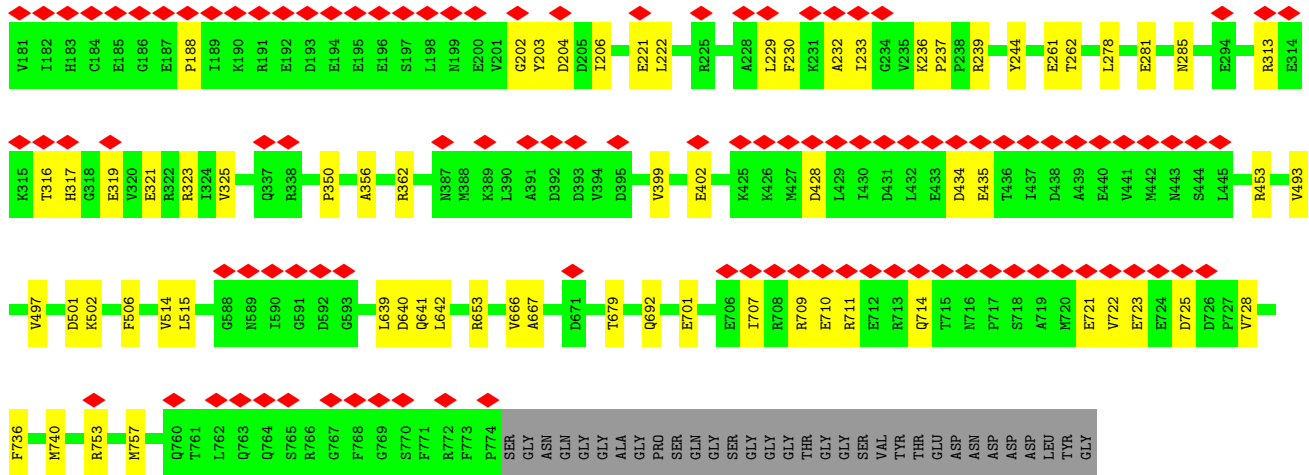 V181 I182 H183 C184 E185 G186 E187 P188 I189 K190 R191 E192 D193 E194 E195 E196 S197 L198 N199 E200 V201 G202 Y203 D204 D205 I206 E221 L222 R225 A228 L229 F230 K231 A232 I233 G234 V235 K236 P237 P238 R239 Y244 E261 T262 L278 E281 N285 E294 R313 E314
K315 T316 H317 G318 E319 V320 E321 R322 R323 I324 V325 Q337 R338 P350 A356 R362 N387 M388 K389 L390 A391 D392 D393 V394 D395 V399 E402 K425 K426 M427 D428 L429 I430 D431 L432 E433 D434 E435 T436 I437 D438 A439 E440 V441 M442 N443 S444 L445 R453 V493
V497 D501 K502 F506 V514 L515 G588 N589 I590 G591 D592 G593 L639 D640 Q641 L642 R653 V666 A667 D671 T679 Q692 E701 E706 I707 R708 R709 E710 R711 E712 R713 Q714 T715 N716 P717 S718 A719 M720 E721 V722 E723 E724 D725 D726 P727 V728
F736 M740 R753 M757 Q760 T761 L762 Q763 Q764 S765 R766 G767 F768 G769 S770 F771 R772 F773 P774 SER GLY ASN GLN GLY GLY ALA GLY PRO SER GLN GLY SER GLY GLY GLY THR GLY GLY SER VAL TYR THR GLU ASP ASN ASP ASP ASP LEU TYR GLY